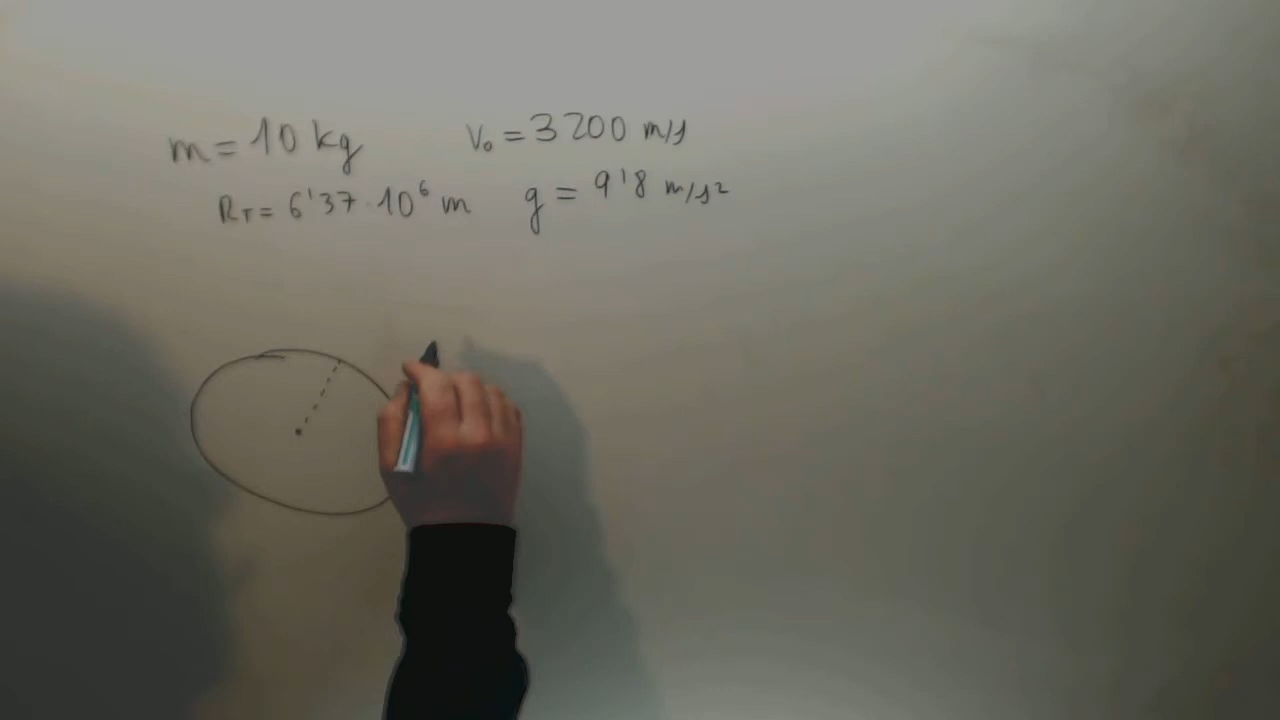 m = 10 kg   V₀ = 3200 m/s
R_T = 6'37·10⁶ m   g = 9'8 m/s²